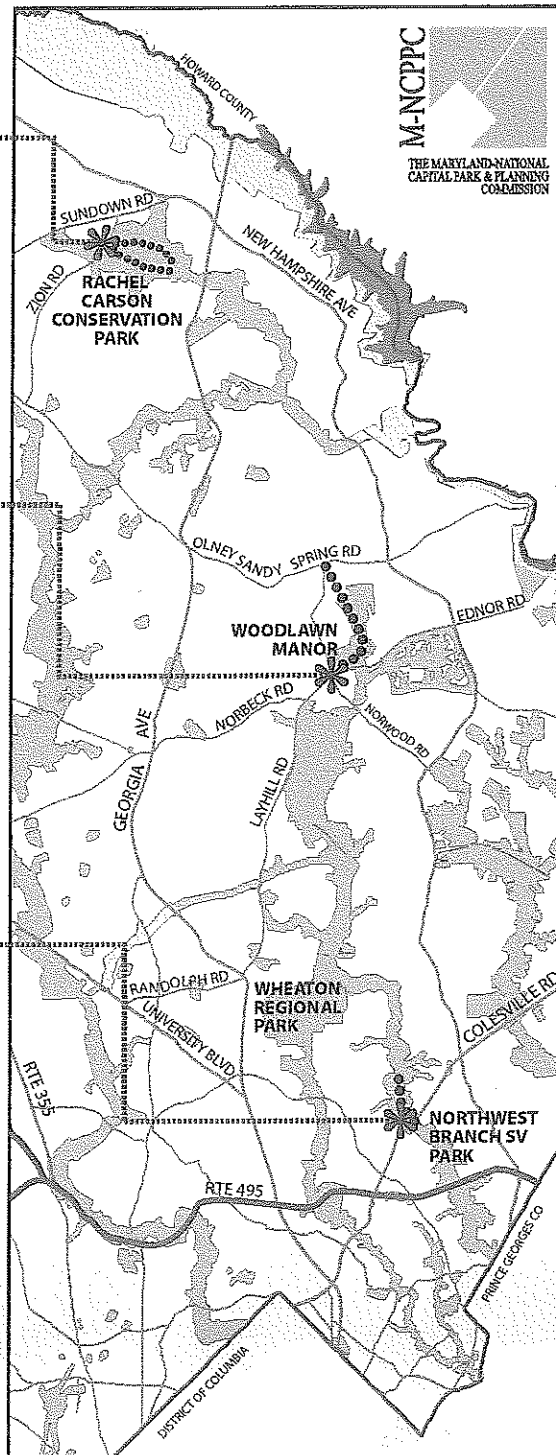 HOWARD COUNTY
M-NCPPC
THE MARYLAND-NATIONAL
CAPITAL PARK & PLANNING
COMMISSION
SUNDOWN RD
NEW HAMPSHIRE AVE
ZION RD
RACHEL
CARSON
CONSERVATION
PARK
OLNEY SANDY SPRING RD
EDNOR RD
WOODLAWN
MANOR
NORBECK RD
NORWOOD RD
GEORGIA AVE
LAYHILL RD
RANDOLPH RD
WHEATON
REGIONAL
PARK
UNIVERSITY BLVD
COLESVILLE RD
RTE 355
NORTHWEST
BRANCH SV
PARK
RTE 495
PRINCE GEORGES CO
DISTRICT OF COLUMBIA